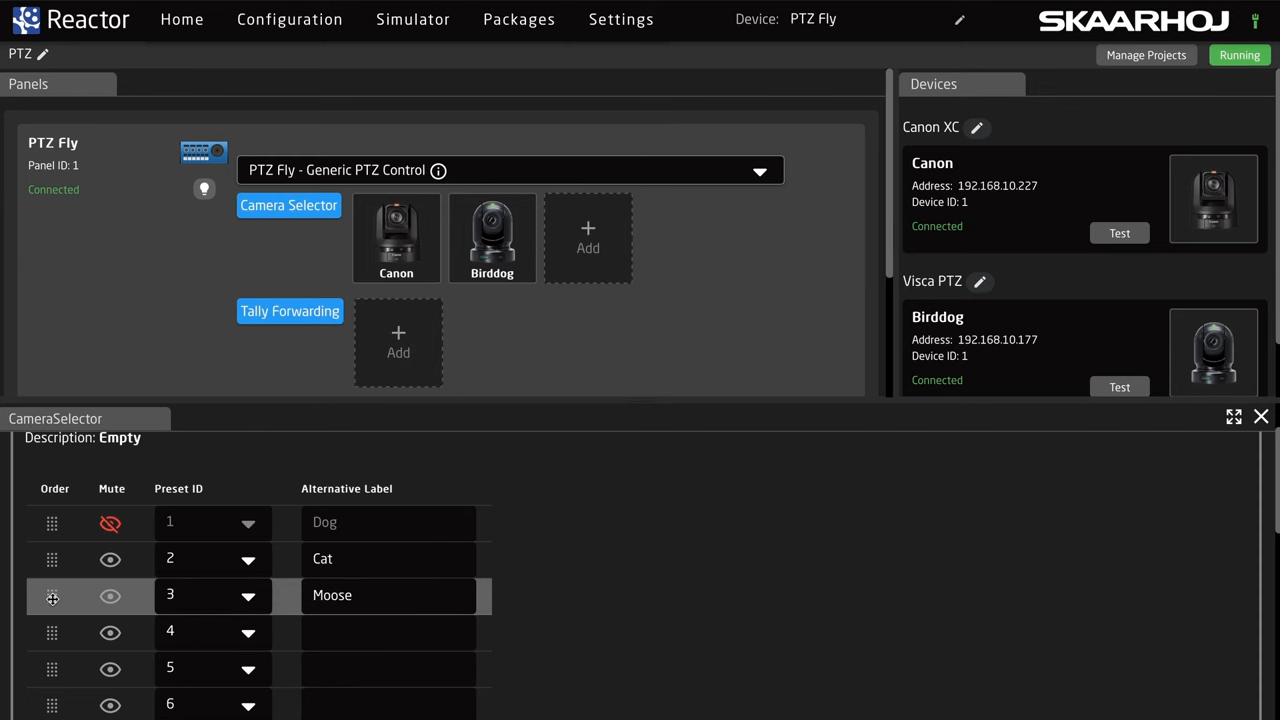 Reactor
Home
Configuration
Simulator
Packages
Settings
Device: PTZ Fly
SKAARHOJ
PTZ
Manage Projects
Running
Panels
Devices
PTZ Fly
Panel ID: 1
Connected
PTZ Fly - Generic PTZ Control
Camera Selector
Canon
Birddog
+
Add
Tally Forwarding
+
Add
Canon XC
Canon
Address: 192.168.10.227
Device ID: 1
Connected
Test
Visca PTZ
Birddog
Address: 192.168.10.177
Device ID: 1
Connected
Test
CameraSelector
Description: Empty
Order Mute Preset ID Alternative Label
1 Dog
2 Cat
3 Moose
4
5
6